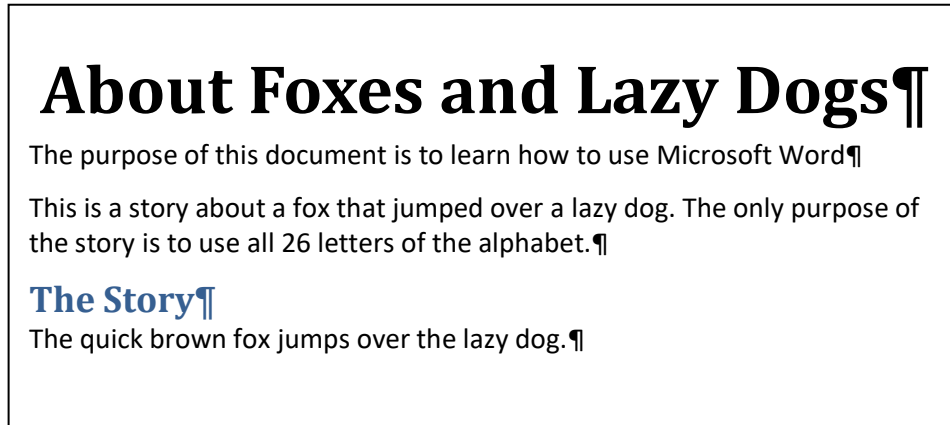 About Foxes and Lazy Dogs¶
The purpose of this document is to learn how to use Microsoft Word¶
This is a story about a fox that jumped over a lazy dog. The only purpose of
the story is to use all 26 letters of the alphabet.¶
The Story¶
The quick brown fox jumps over the lazy dog.¶